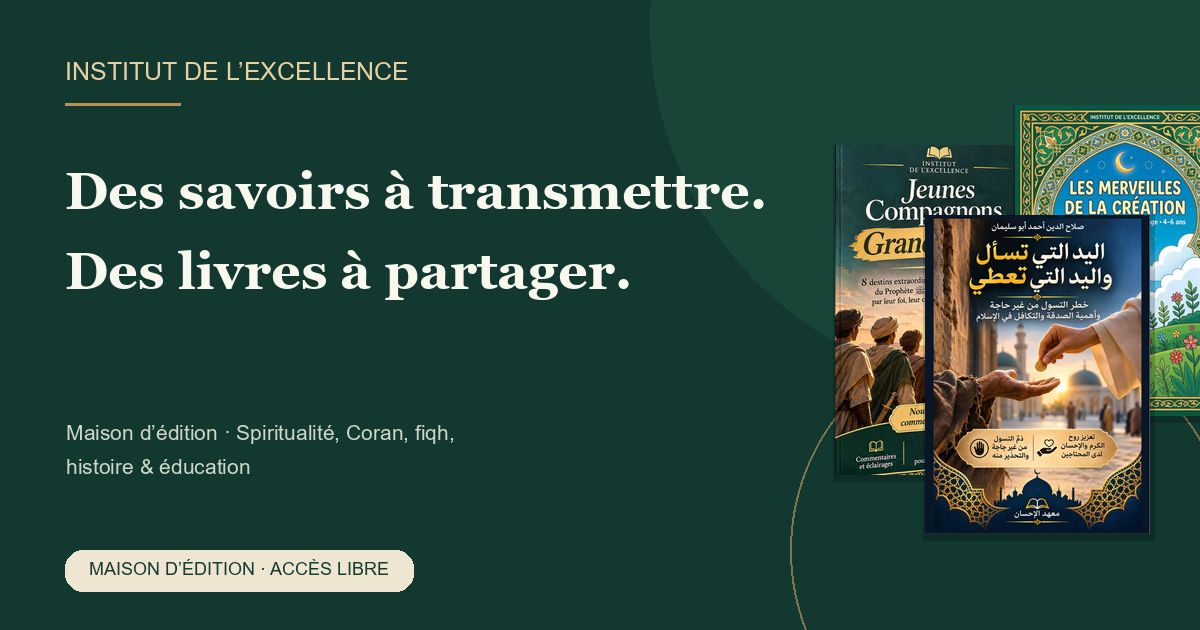 INSTITUT DE L’EXCELLENCE
Des savoirs à transmettre.
Des livres à partager.
Maison d’édition · Spiritualité, Coran, fiqh,
histoire & éducation
MAISON D’ÉDITION · ACCÈS LIBRE
INSTITUT
DE L’EXCELLENCE
Jeunes
Compagnons
8 destins
du Prophète
par leur foi, leur
Commentaires
et éclairages
INSTITUT DE L’EXCELLENCE
LES MERVEILLES
DE LA CRÉATION
• 4–6 ans
صلاح الدين أحمد أبو سليمان
اليد التي تسأل
واليد التي تعطي
خطر التسول من غير حاجة
وأهمية الصدقة والتكافل في الإسلام
ذمّ التسول
من غير حاجة
والتحذير منه
تعزيز روح
الكرم والإحسان
لدى المحتاجين
معهد الإحسان